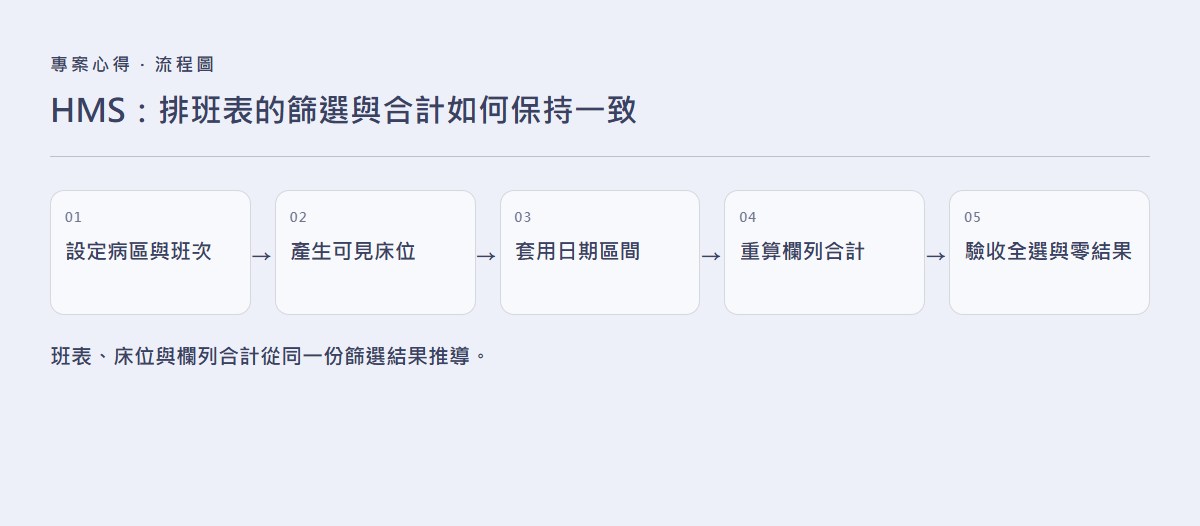 專案心得 · 流程圖
HMS：排班表的篩選與合計如何保持一致
01
設定病區與班次
→
02
產生可見床位
→
03
套用日期區間
→
04
重算欄列合計
→
05
驗收全選與零結果
班表、床位與欄列合計從同一份篩選結果推導。